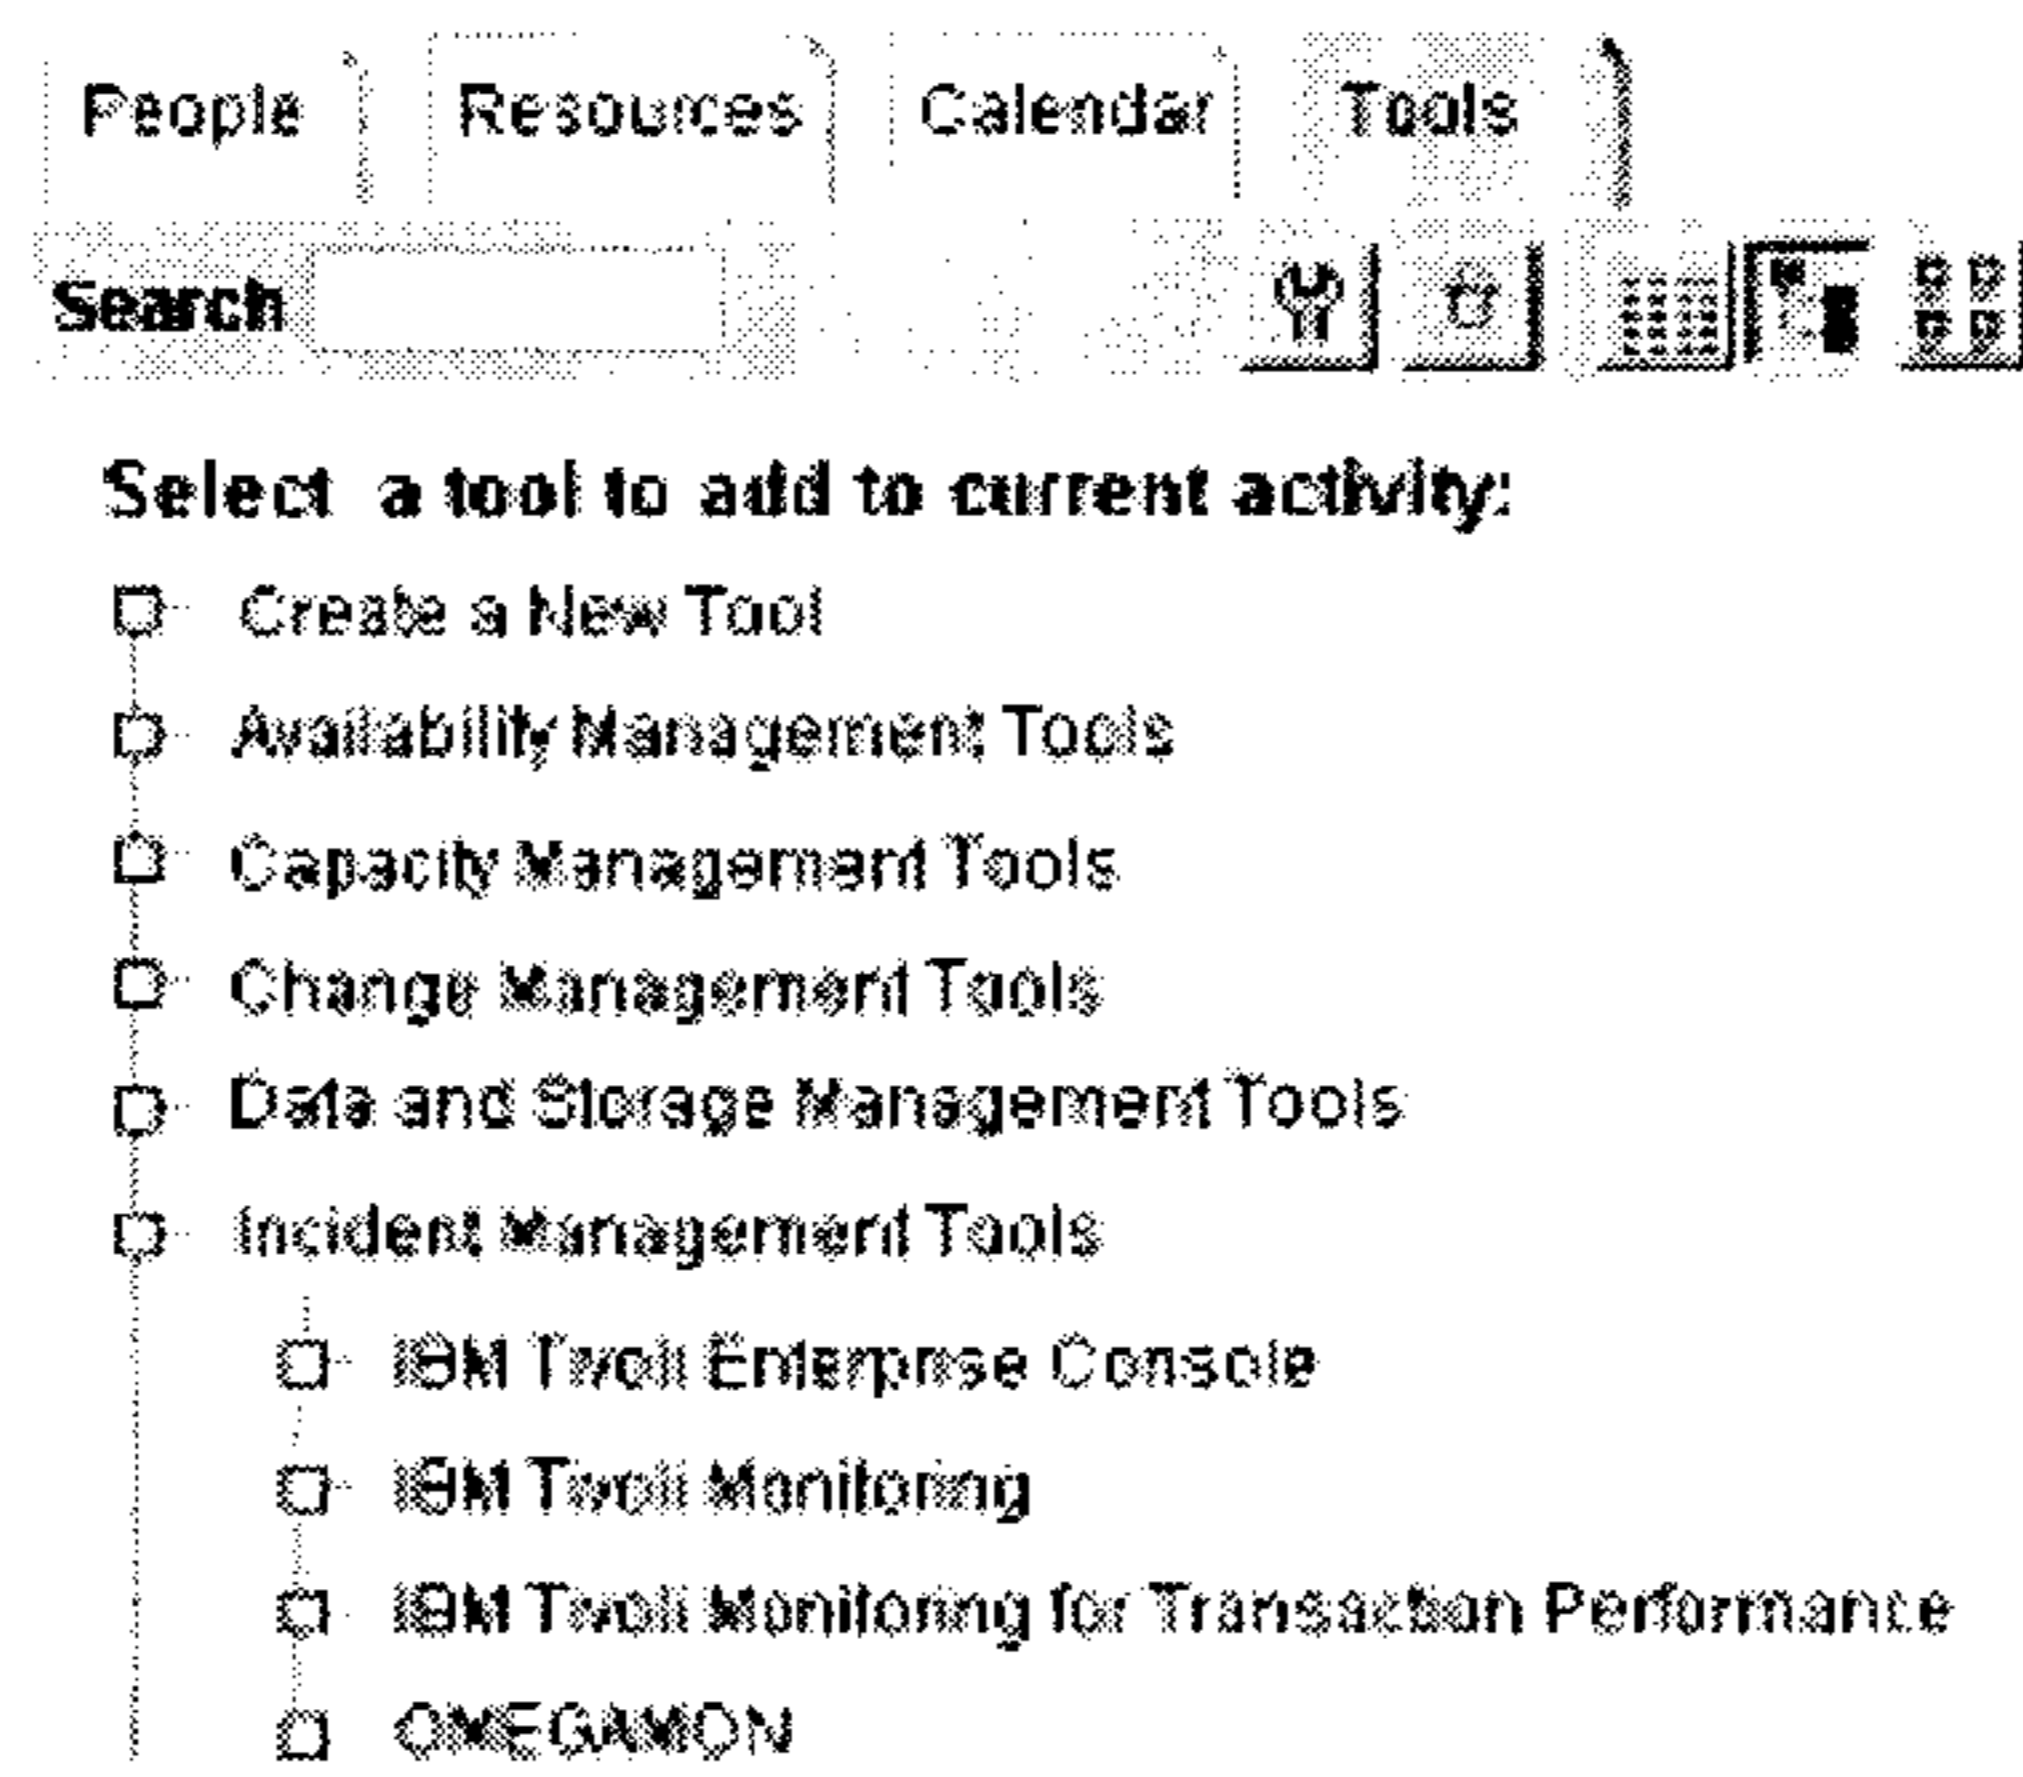 People Resources Calendar Tools
Search
Select a tool to add to current activity:
Create a New Tool
Availability Management Tools
Capacity Management Tools
Change Management Tools
Data and Storage Management Tools
Incident Management Tools
IBM Tivoli Enterprise Console
IBM Tivoli Monitoring
IBM Tivoli Monitoring for Transaction Performance
OMEGAMON